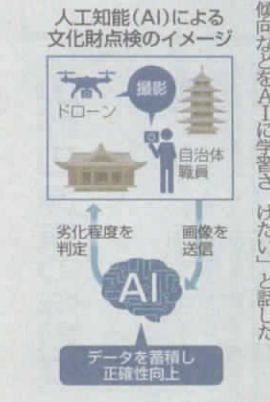 人工知能(AI)による
文化財点検のイメージ
撮影
ドローン
自治体
職員
劣化程度を
判定
画像を
送信
AI
データを蓄積し
正確性向上
傾向などをAIに学習さ
けたい」と話した